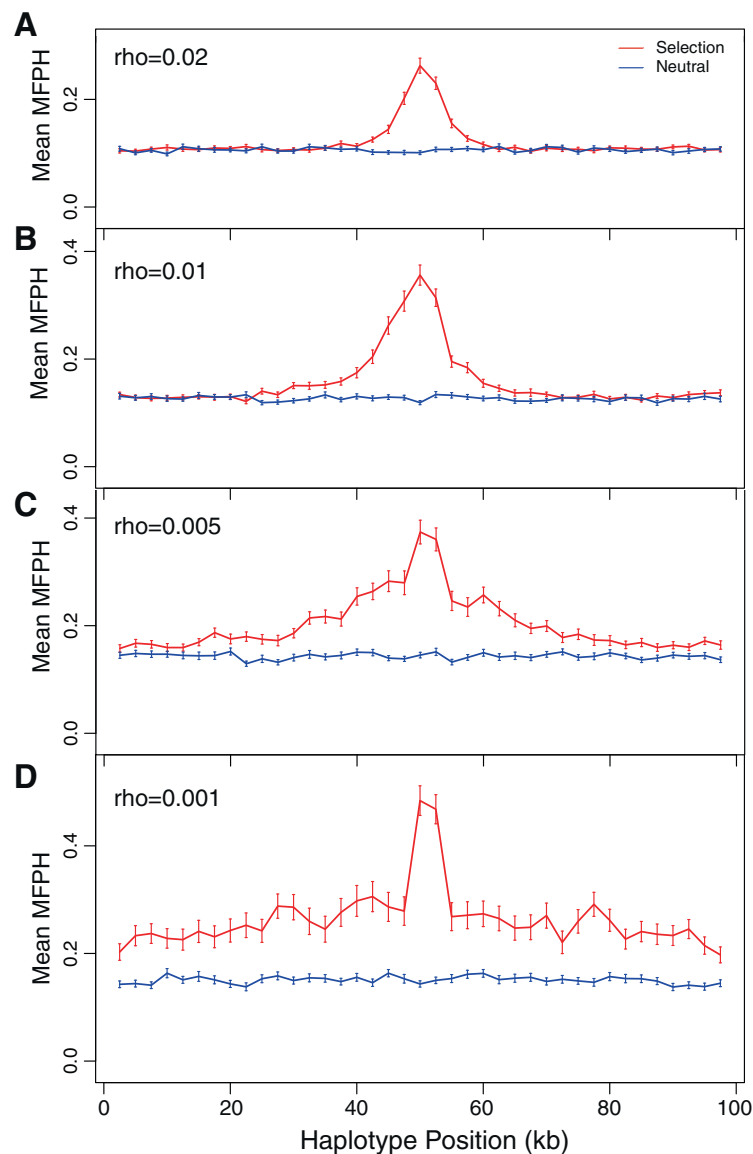 A
rho=0.02
Selection
Neutral
Mean MFPH
0.2
0.0
B
rho=0.01
Mean MFPH
0.4
0.2
0.0
C
rho=0.005
Mean MFPH
0.4
0.2
0.0
D
rho=0.001
Mean MFPH
0.4
0.2
0.0
0 20 40 60 80 100
Haplotype Position (kb)